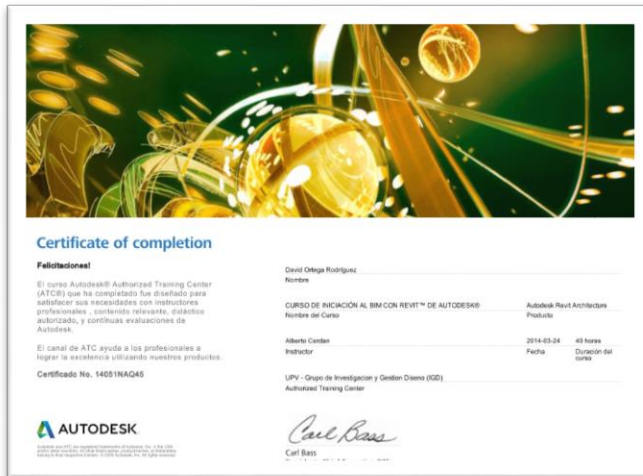 Certificate of completion
Felicitaciones!
El curso Autodesk® Authorized Training Center
(ATC®) que ha completado fue diseñado para
satisfacer sus necesidades con instructores
profesionales , contenido relevante, didáctico
autorizado, y contínuas evaluaciones de
Autodesk.
El canal de ATC ayuda a los profesionales a
lograr la excelencia utilizando nuestros productos.
Certificado No. 14051NAQ45
AUTODESK
David Ortega Rodríguez
Nombre
CURSO DE INICIACIÓN AL BIM CON REVIT™ DE AUTODESK® Autodesk Revit Architecture
Nombre del Curso Producto
Alberto Cerdan 2014-03-24 40 horas
Instructor Fecha Duración del
curso
UPV - Grupo de Investigacion y Gestion Diseno (IGD)
Authorized Training Center
Carl Bass
Carl Bass